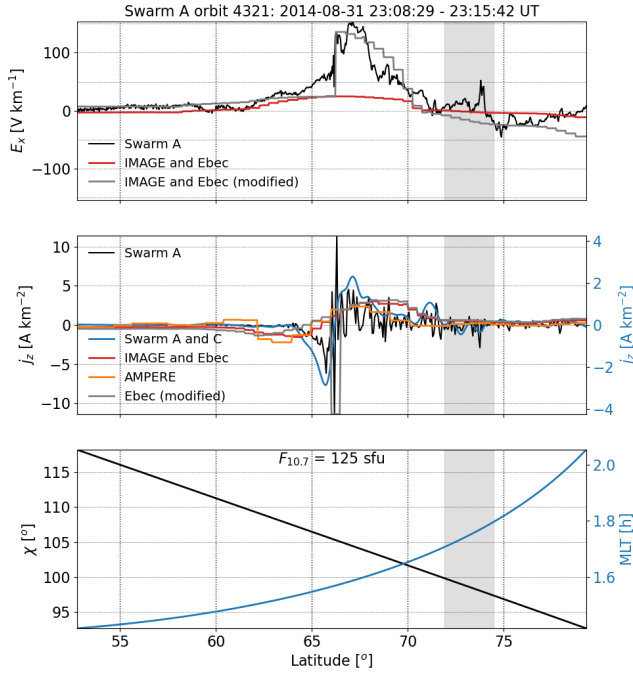 Swarm A orbit 4321: 2014-08-31 23:08:29 - 23:15:42 UT
100
0
−100
E_x [V km⁻¹]
Swarm A
IMAGE and Ebec
IMAGE and Ebec (modified)
10
5
0
−5
−10
j_z [A km⁻²]
Swarm A
Swarm A and C
IMAGE and Ebec
AMPERE
Ebec (modified)
4
2
0
−2
−4
j_z [A km⁻²]
F_10.7 = 125 sfu
115
110
105
100
95
χ [°]
2.0
1.8
1.6
MLT [h]
55
60
65
70
75
Latitude [°]